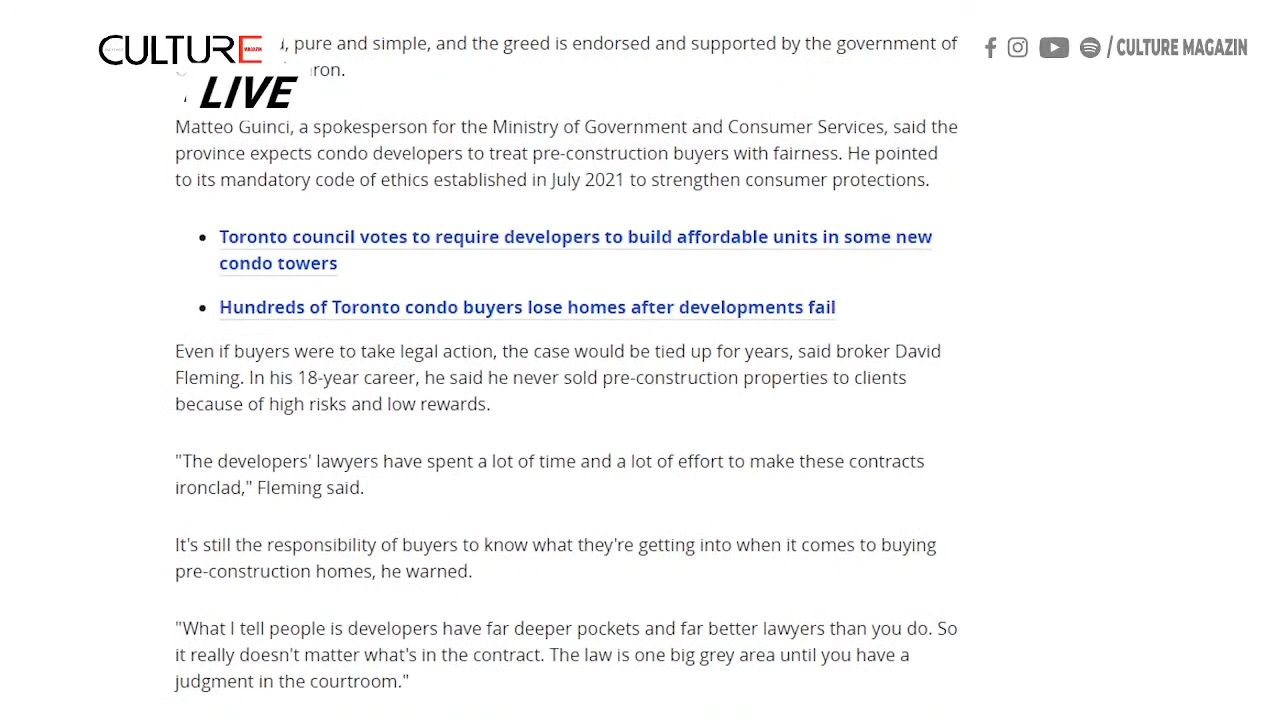 CULTURE
MAGAZIN
LIVE
/ CULTURE MAGAZIN
, pure and simple, and the greed is endorsed and supported by the government of
Matteo Guinci, a spokesperson for the Ministry of Government and Consumer Services, said the
province expects condo developers to treat pre-construction buyers with fairness. He pointed
to its mandatory code of ethics established in July 2021 to strengthen consumer protections.
• Toronto council votes to require developers to build affordable units in some new
condo towers
• Hundreds of Toronto condo buyers lose homes after developments fail
Even if buyers were to take legal action, the case would be tied up for years, said broker David
Fleming. In his 18-year career, he said he never sold pre-construction properties to clients
because of high risks and low rewards.
"The developers' lawyers have spent a lot of time and a lot of effort to make these contracts
ironclad," Fleming said.
It's still the responsibility of buyers to know what they're getting into when it comes to buying
pre-construction homes, he warned.
"What I tell people is developers have far deeper pockets and far better lawyers than you do. So
it really doesn't matter what's in the contract. The law is one big grey area until you have a
judgment in the courtroom."